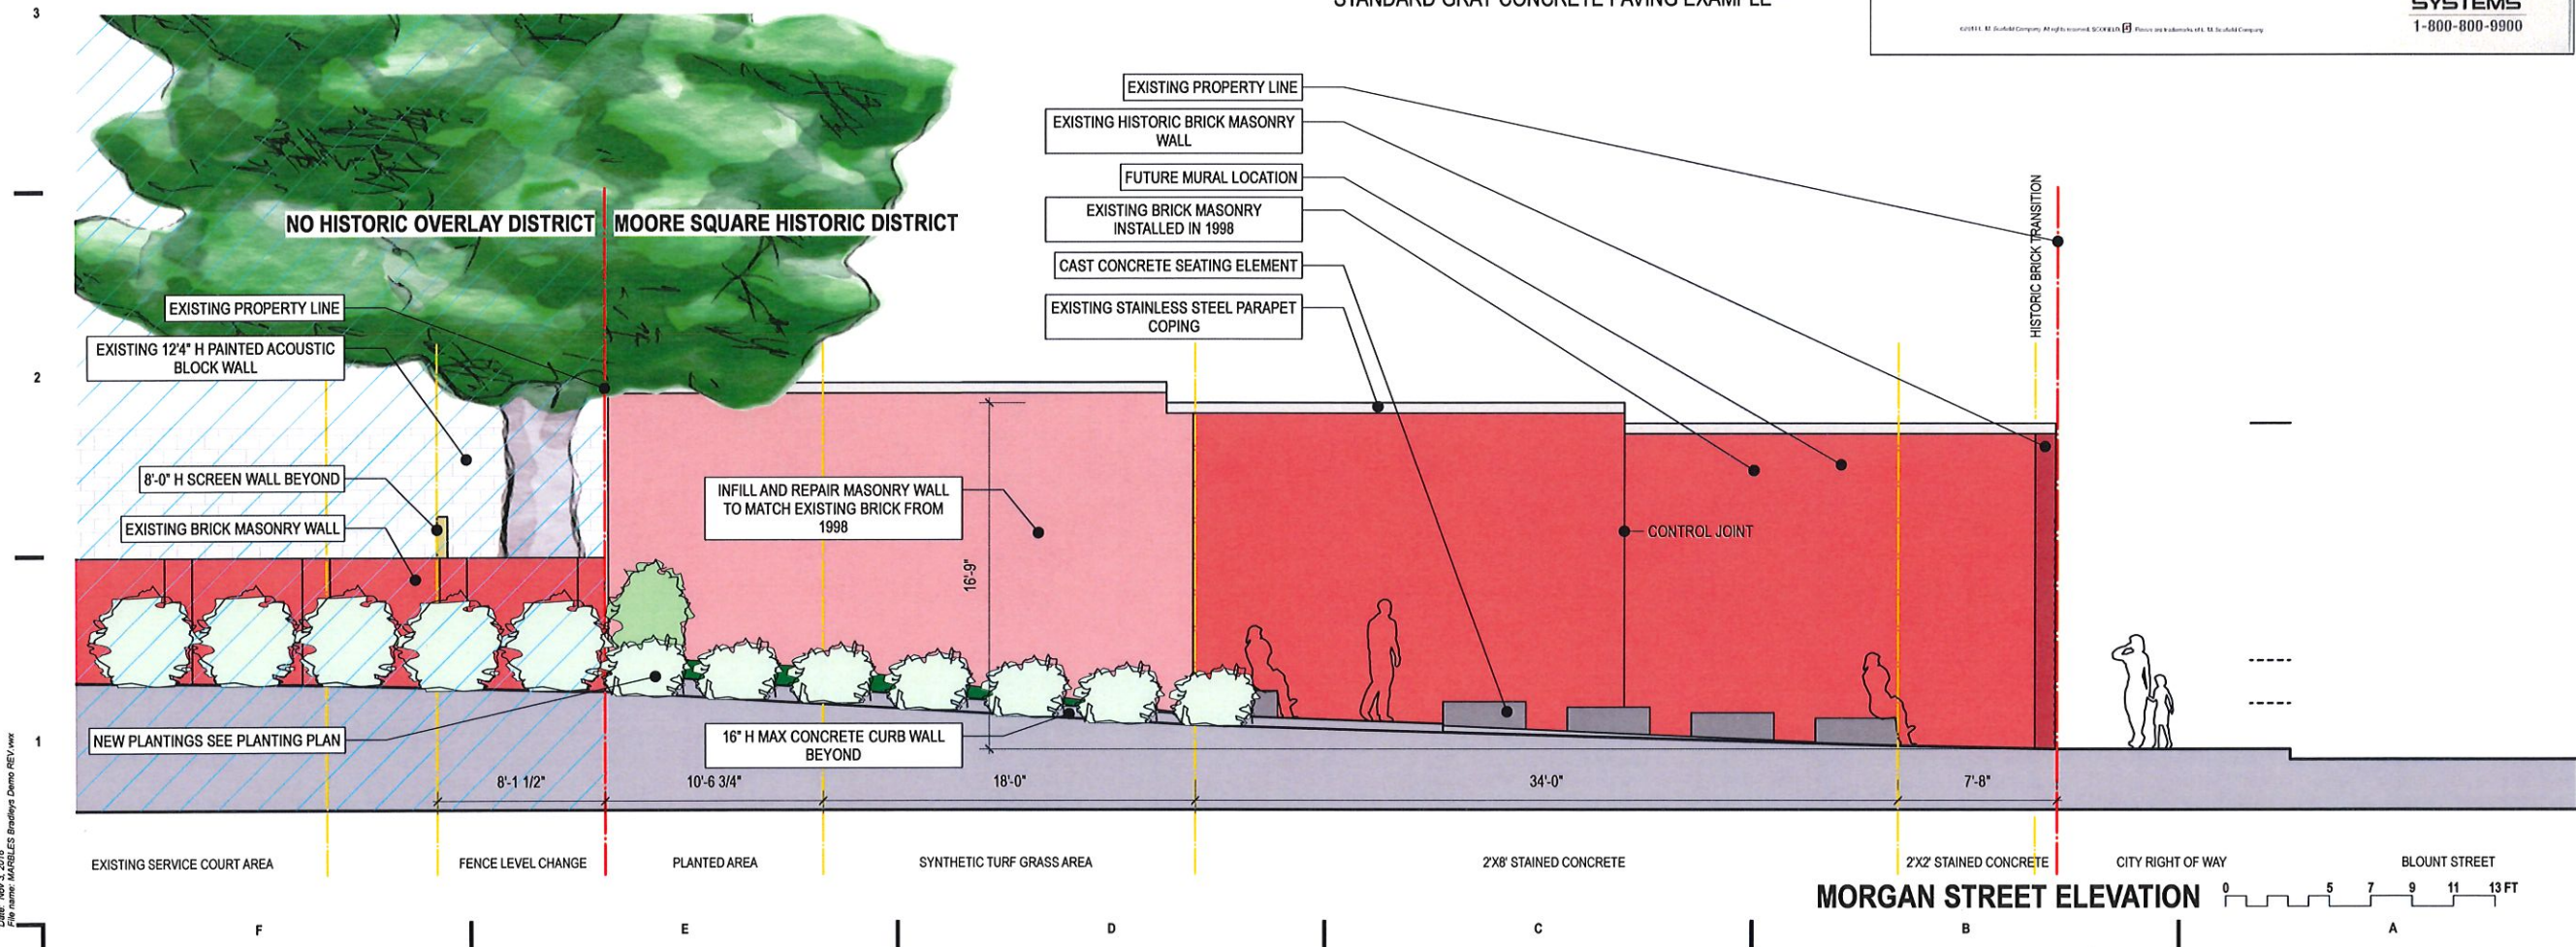 3
STANDARD GRAY CONCRETE PAVING EXAMPLE
SYSTEMS
1-800-800-9900
EXISTING PROPERTY LINE
EXISTING HISTORIC BRICK MASONRY
WALL
FUTURE MURAL LOCATION
EXISTING BRICK MASONRY
INSTALLED IN 1998
CAST CONCRETE SEATING ELEMENT
EXISTING STAINLESS STEEL PARAPET
COPING
HISTORIC BRICK TRANSITION
NO HISTORIC OVERLAY DISTRICT
MOORE SQUARE HISTORIC DISTRICT
EXISTING PROPERTY LINE
EXISTING 12'4" H PAINTED ACOUSTIC
BLOCK WALL
2
8'-0" H SCREEN WALL BEYOND
EXISTING BRICK MASONRY WALL
INFILL AND REPAIR MASONRY WALL
TO MATCH EXISTING BRICK FROM
1998
CONTROL JOINT
16'-9"
NEW PLANTINGS SEE PLANTING PLAN
16" H MAX CONCRETE CURB WALL
BEYOND
1
8'-1 1/2"
10'-6 3/4"
18'-0"
34'-0"
7'-8"
EXISTING SERVICE COURT AREA
FENCE LEVEL CHANGE
PLANTED AREA
SYNTHETIC TURF GRASS AREA
2'X8' STAINED CONCRETE
2'X2' STAINED CONCRETE
CITY RIGHT OF WAY
BLOUNT STREET
MORGAN STREET ELEVATION
0 5 7 9 11 13 FT
File name: MARBLES Bradleys Demo REV.vwx
F
E
D
C
B
A